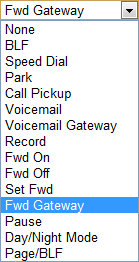 Fwd Gateway
None
BLF
Speed Dial
Park
Call Pickup
Voicemail
Voicemail Gateway
Record
Fwd On
Fwd Off
Set Fwd
Fwd Gateway
Pause
Day/Night Mode
Page/BLF